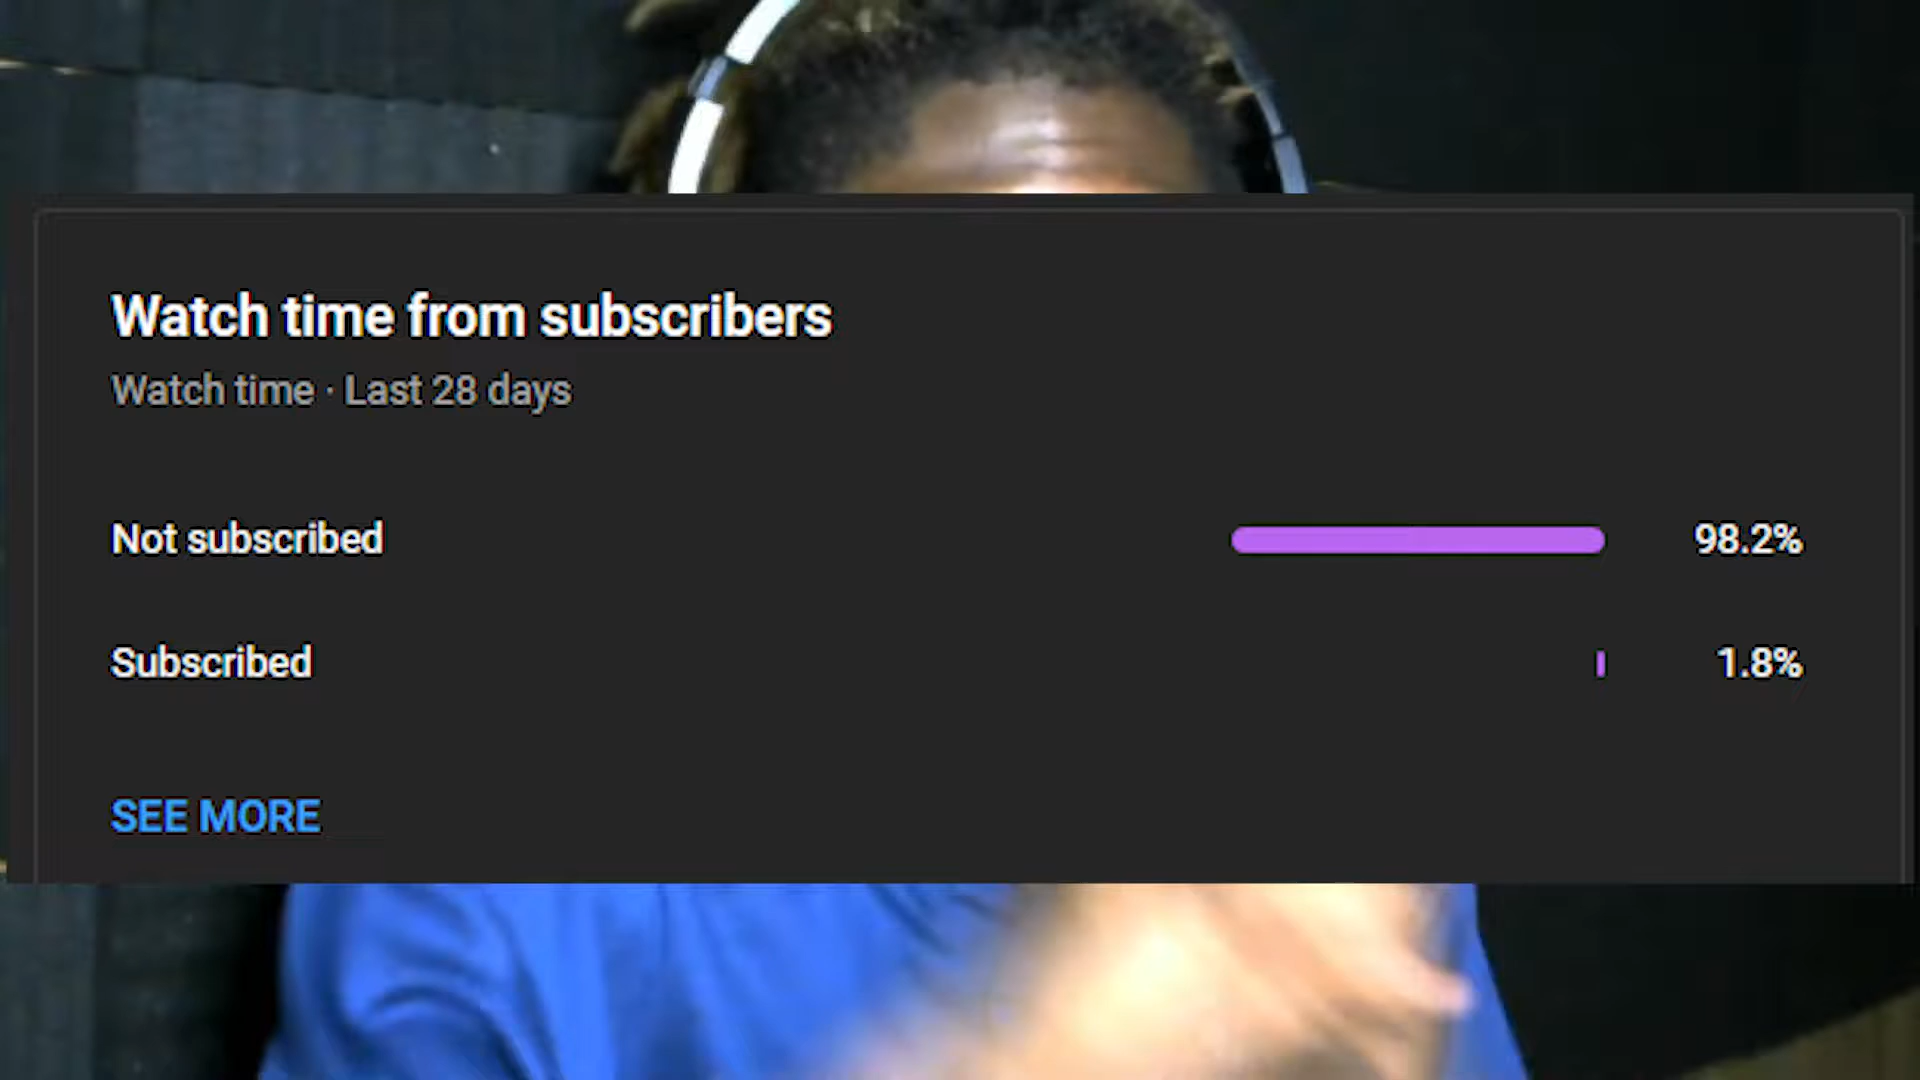 Watch time from subscribers
Watch time · Last 28 days
Not subscribed 98.2%
Subscribed 1.8%
SEE MORE